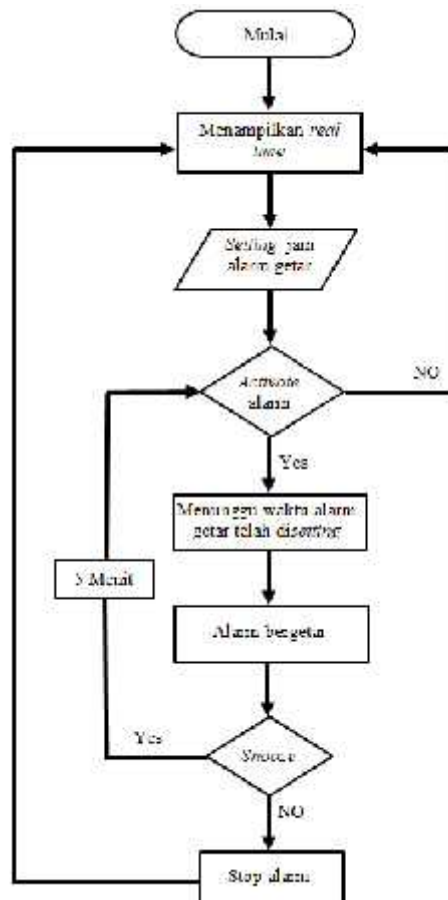 Mulai
Menampilkan real
time
Setting jam
alarm getar
Activate
alarm
NO
Yes
Menunggu waktu alarm
getar telah disetting
5 Menit
Alarm bergetar
Yes
Snooze
NO
Stop alarm